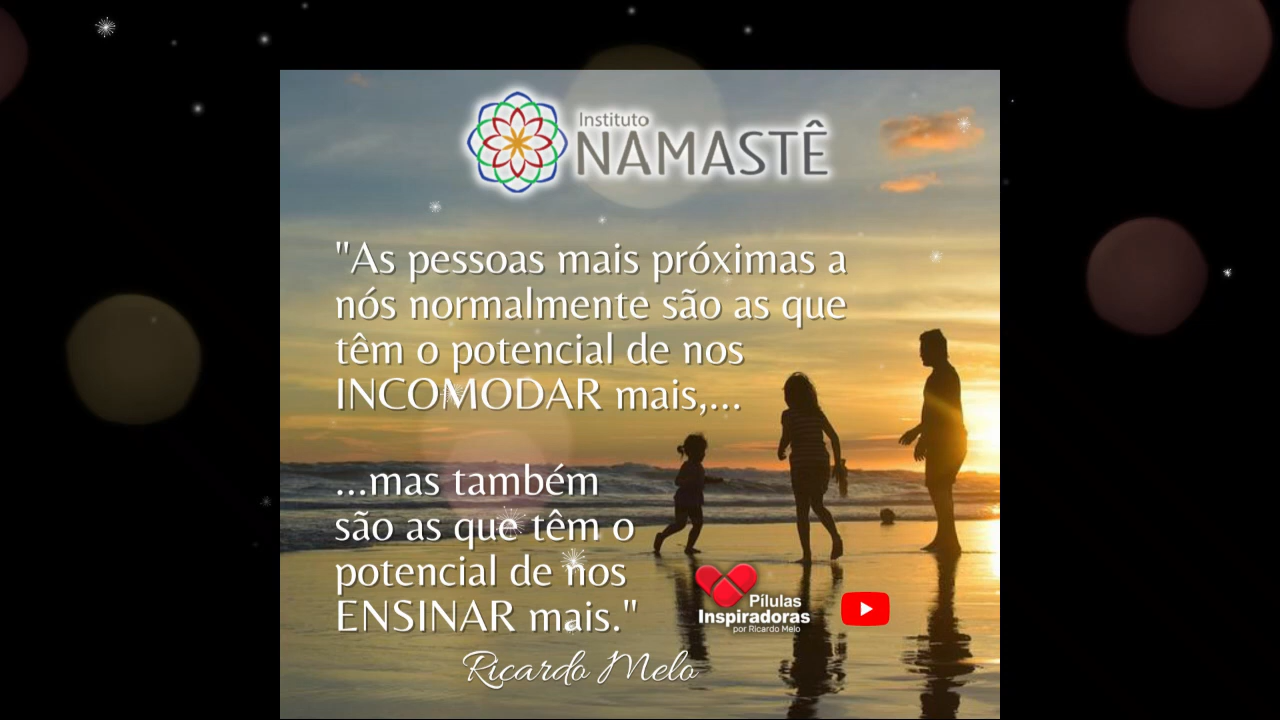 Instituto
NAMASTÊ
"As pessoas mais próximas a
nós normalmente são as que
têm o potencial de nos
INCOMODAR mais,...
...mas também
são as que têm o
potencial de nos
ENSINAR mais."
Pílulas
Inspiradoras
por Ricardo Melo
Ricardo Melo